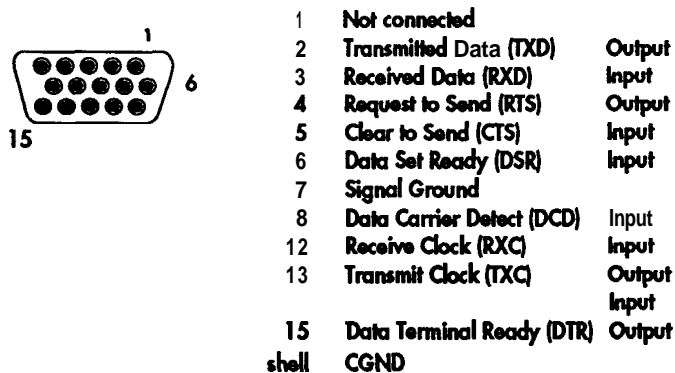 1
6
15
1 Not connected
2 Transmitted Data (TXD) Output
3 Received Data (RXD) Input
4 Request to Send (RTS) Output
5 Clear to Send (CTS) Input
6 Data Set Ready (DSR) Input
7 Signal Ground
8 Data Carrier Detect (DCD) Input
12 Receive Clock (RXC) Input
13 Transmit Clock (TXC) Output
Input
15 Data Terminal Ready (DTR) Output
shell CGND